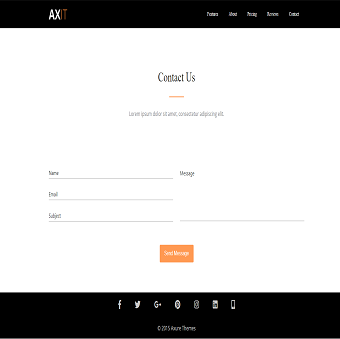 AXIT
Features About Pricing Reviews Contact
Contact Us
Lorem ipsum dolor sit amet, consectetur adipiscing elit.
Name
Message
Email
Subject
Send Message
© 2015 Axure Themes